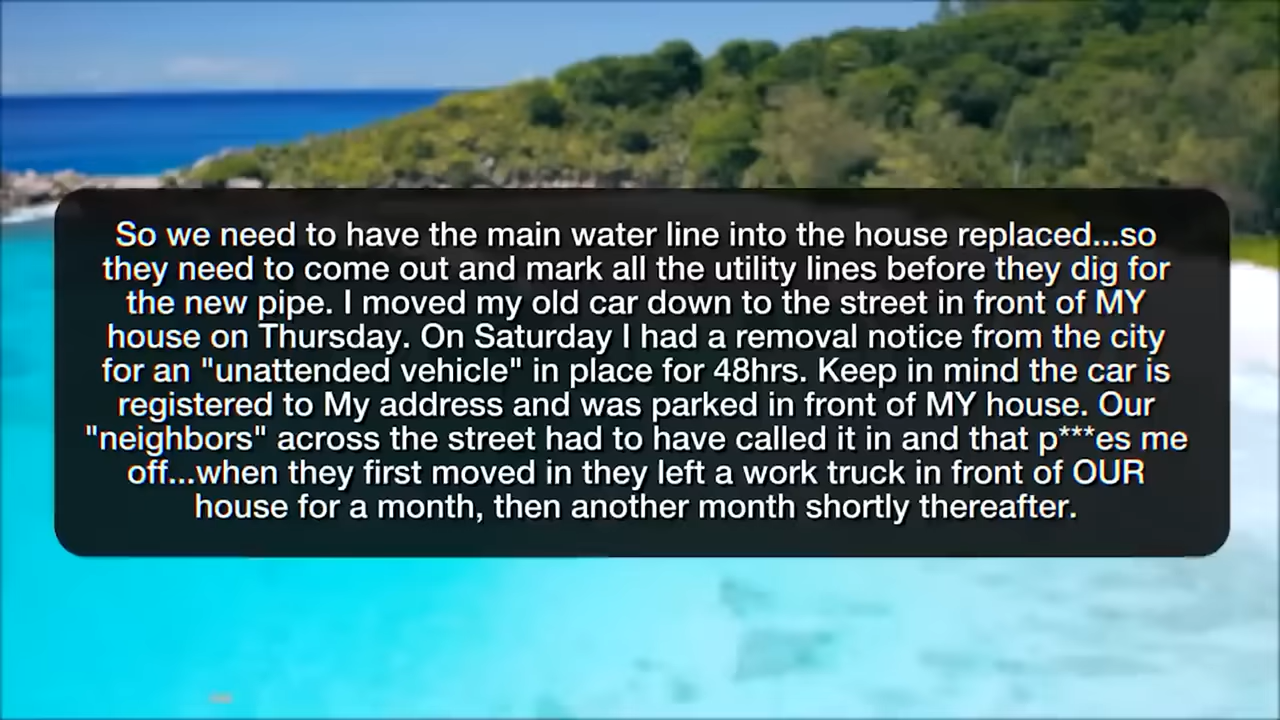 So we need to have the main water line into the house replaced...so
they need to come out and mark all the utility lines before they dig for
the new pipe. I moved my old car down to the street in front of MY
house on Thursday. On Saturday I had a removal notice from the city
for an "unattended vehicle" in place for 48hrs. Keep in mind the car is
registered to My address and was parked in front of MY house. Our
"neighbors" across the street had to have called it in and that p***es me
off...when they first moved in they left a work truck in front of OUR
house for a month, then another month shortly thereafter.